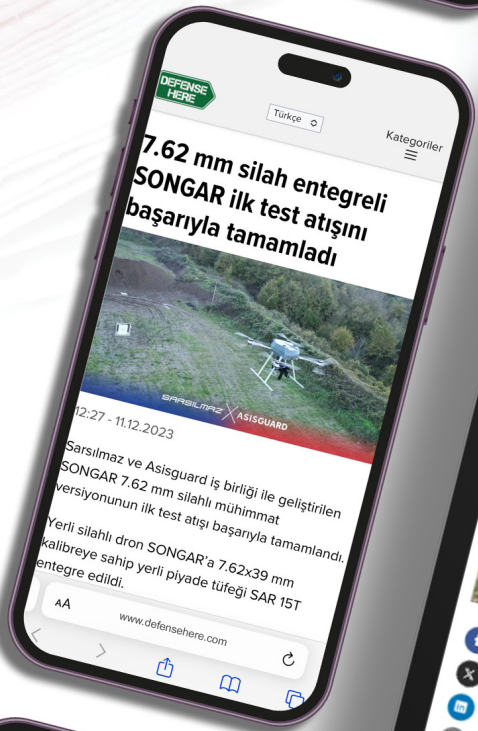 DEFENSE
HERE
Türkçe
Kategoriler
7.62 mm silah entegreli
SONGAR ilk test atışını
başarıyla tamamladı
SARSILMAZ ASISGUARD
12:27 - 11.12.2023
Sarsılmaz ve Asisguard iş birliği ile geliştirilen
SONGAR 7.62 mm silahlı mühimmat
versiyonunun ilk test atışı başarıyla tamamlandı.
Yerli silahlı dron SONGAR’a 7.62x39 mm
kalibreye sahip yerli piyade tüfeği SAR 15T
entegre edildi.
AA
www.defensehere.com
in